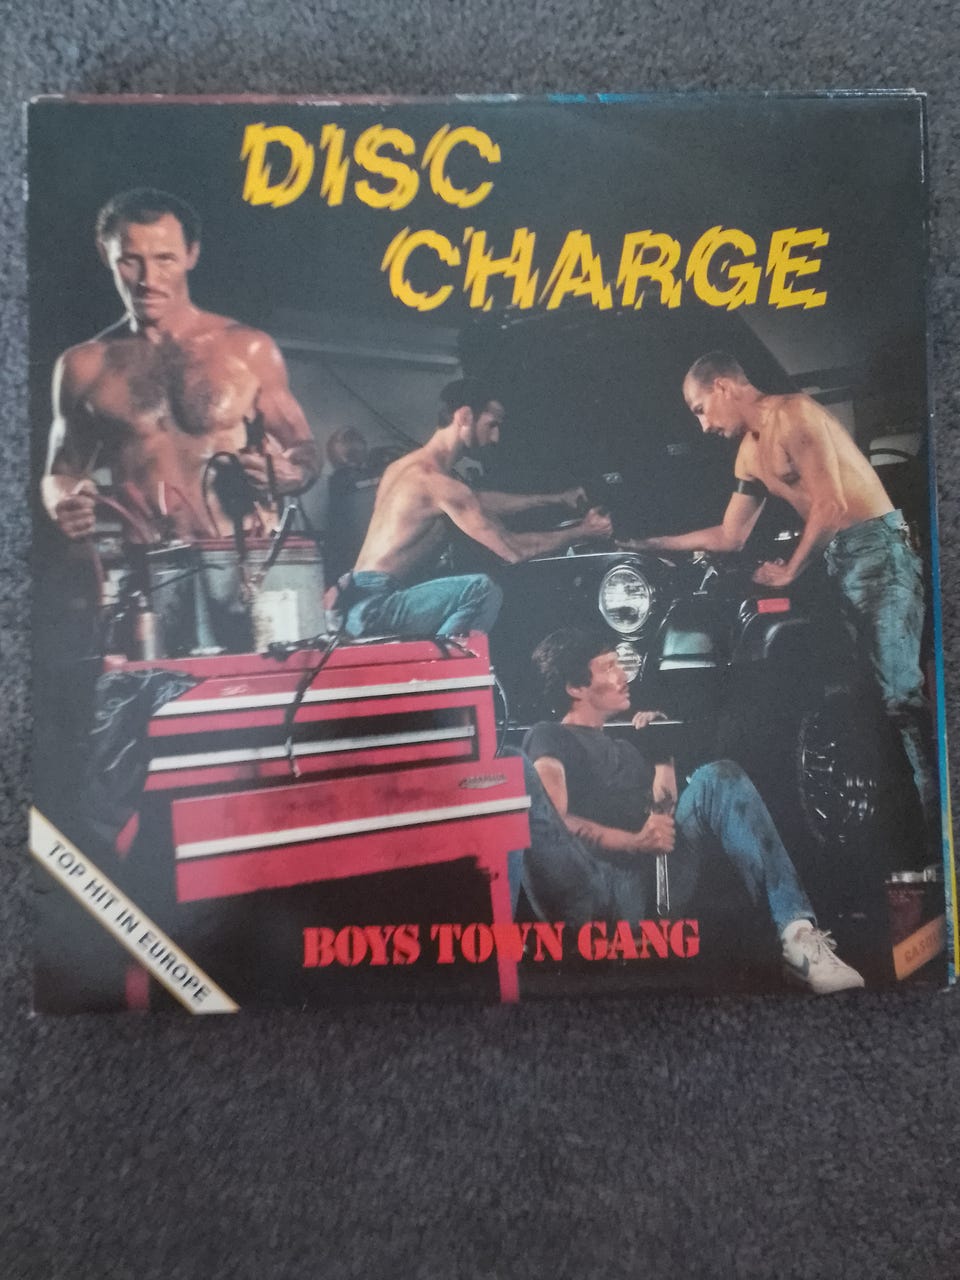 DISC
CHARGE
TOP HIT IN EUROPE
BOYS TOWN GANG